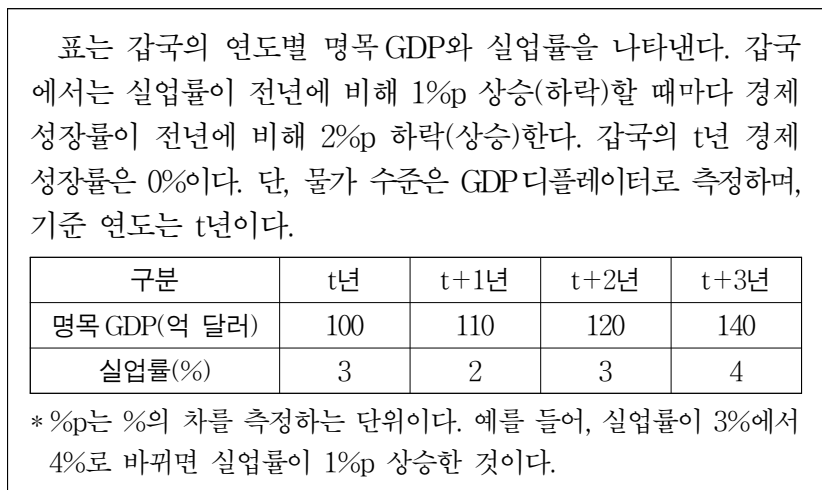 표는 갑국의 연도별 명목 GDP와 실업률을 나타낸다. 갑국
에서는 실업률이 전년에 비해 1%p 상승(하락)할 때마다 경제
성장률이 전년에 비해 2%p 하락(상승)한다. 갑국의 t년 경제
성장률은 0%이다. 단, 물가 수준은 GDP 디플레이터로 측정하며,
기준 연도는 t년이다.
구분 t년 t+1년 t+2년 t+3년
명목 GDP(억 달러) 100 110 120 140
실업률(%) 3 2 3 4
* %p는 %의 차를 측정하는 단위이다. 예를 들어, 실업률이 3%에서
4%로 바뀌면 실업률이 1%p 상승한 것이다.